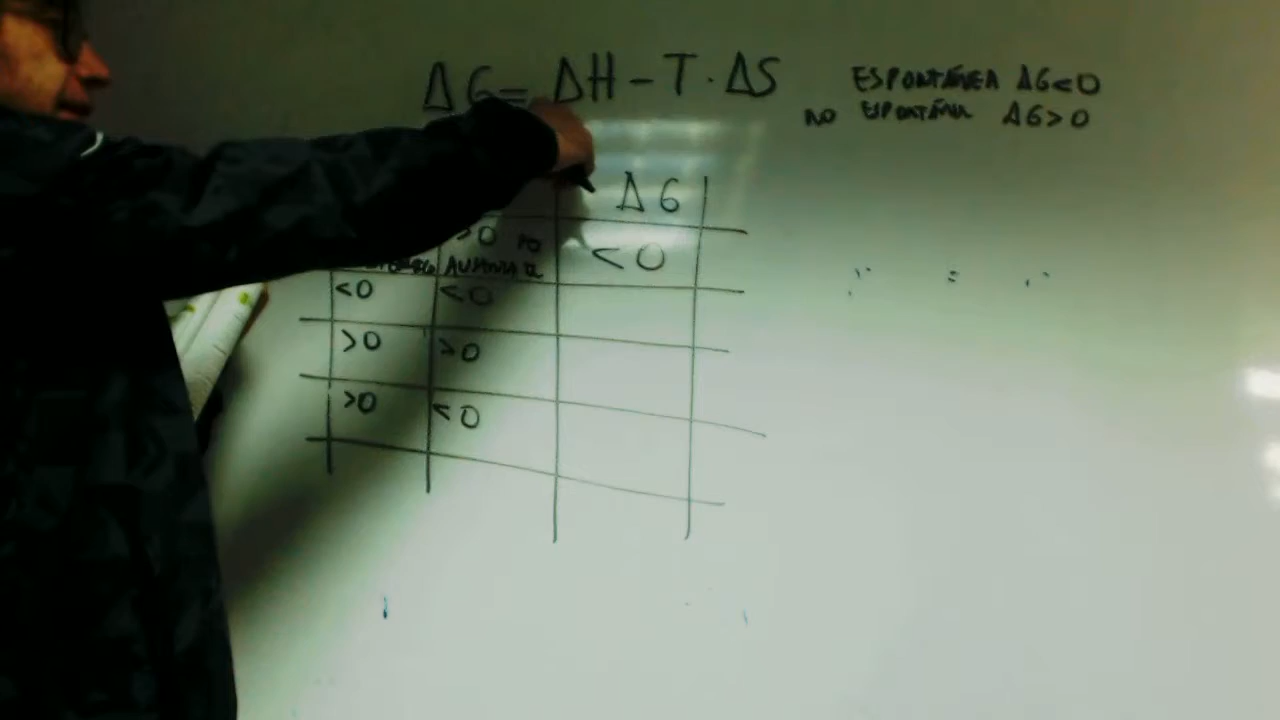 ΔG = ΔH - T · ΔS
ESPONTÁNEA ΔG<0
NO ESPONTÁNEA ΔG>0
ΔG
>0 <0
AUMENTA
<0 <0
>0 >0
>0 <0